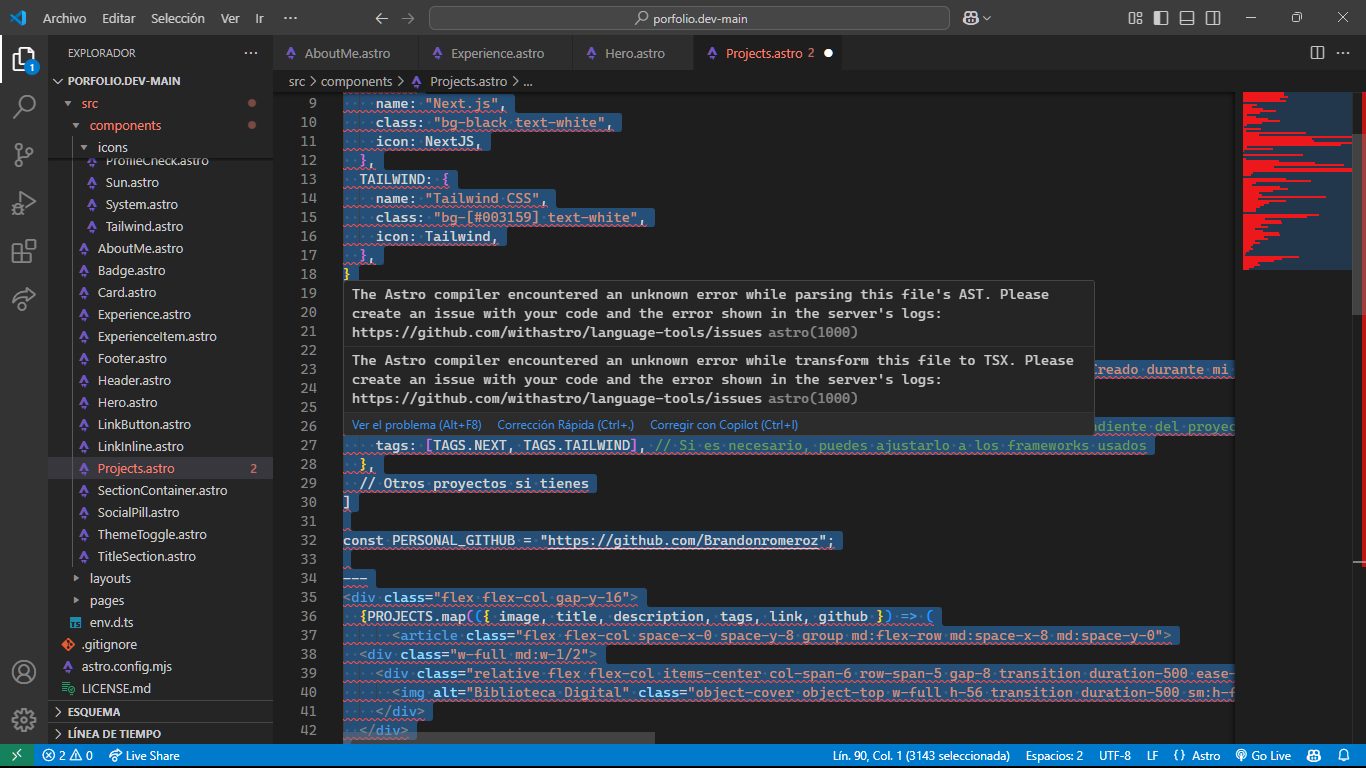 Archivo Editar Selección Ver Ir ··· porfolio.dev-main
EXPLORADOR ···
PORFOLIO.DEV-MAIN
src
components
icons
ProfileCheck.astro
Sun.astro
System.astro
Tailwind.astro
AboutMe.astro
Badge.astro
Card.astro
Experience.astro
ExperienceItem.astro
Footer.astro
Header.astro
Hero.astro
LinkButton.astro
LinkInline.astro
Projects.astro 2
SectionContainer.astro
SocialPill.astro
ThemeToggle.astro
TitleSection.astro
layouts
pages
env.d.ts
.gitignore
astro.config.mjs
LICENSE.md
ESQUEMA
LÍNEA DE TIEMPO
1
AboutMe.astro Experience.astro Hero.astro Projects.astro 2
src > components > Projects.astro > ...
9 name: "Next.js",
10 class: "bg-black text-white",
11 icon: NextJS,
12 },
13 TAILWIND: {
14 name: "Tailwind CSS",
15 class: "bg-[#003159] text-white",
16 icon: Tailwind,
17 },
18 }
19
20
21
22
23 Creado durante mi
24
25
26 diente del proyec
The Astro compiler encountered an unknown error while parsing this file's AST. Please
create an issue with your code and the error shown in the server's logs:
https://github.com/withastro/language-tools/issues astro(1000)
The Astro compiler encountered an unknown error while transform this file to TSX. Please
create an issue with your code and the error shown in the server's logs:
https://github.com/withastro/language-tools/issues astro(1000)
Ver el problema (Alt+F8) Corrección Rápida (Ctrl+.) Corregir con Copilot (Ctrl+I)
27 tags: [TAGS.NEXT, TAGS.TAILWIND], // Si es necesario, puedes ajustarlo a los frameworks usados
28 },
29 // Otros proyectos si tienes
30 ]
31
32 const PERSONAL_GITHUB = "https://github.com/Brandonromeroz";
33
34 ---
35 <div class="flex flex-col gap-y-16">
36 {PROJECTS.map(({ image, title, description, tags, link, github }) => (
37 <article class="flex flex-col space-x-0 space-y-8 group md:flex-row md:space-x-8 md:space-y-0">
38 <div class="w-full md:w-1/2">
39 <div class="relative flex flex-col items-center col-span-6 row-span-5 gap-8 transition duration-500 ease-
40 <img alt="Biblioteca Digital" class="object-cover object-top w-full h-56 transition duration-500 sm:h-f
41 </div>
42 </div>
2 0 Live Share Lín. 90, Col. 1 (3143 seleccionada) Espacios: 2 UTF-8 LF { } Astro Go Live